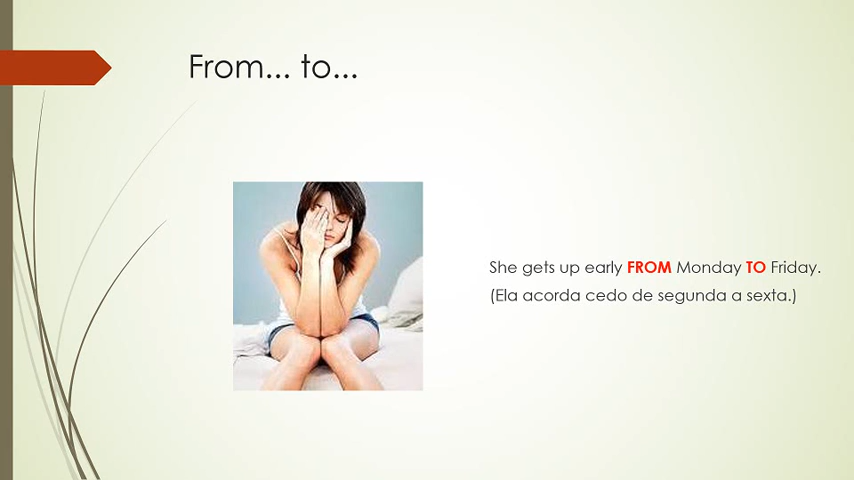 From... to...
She gets up early FROM Monday TO Friday.
(Ela acorda cedo de segunda a sexta.)